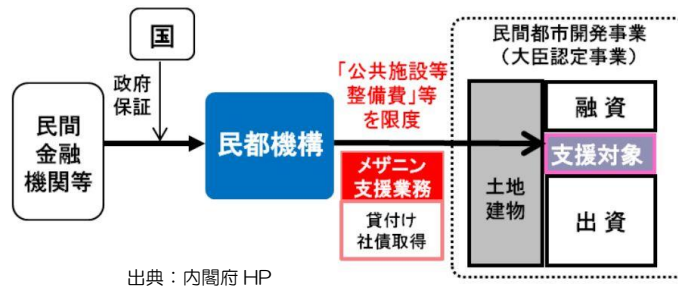 国
政府
保証
民間
金融
機関等
民都機構
「公共施設等
整備費」等
を限度
メザニン
支援業務
貸付け
社債取得
民間都市開発事業
（大臣認定事業）
土地
建物
融 資
支援対象
出 資
出典：内閣府 HP